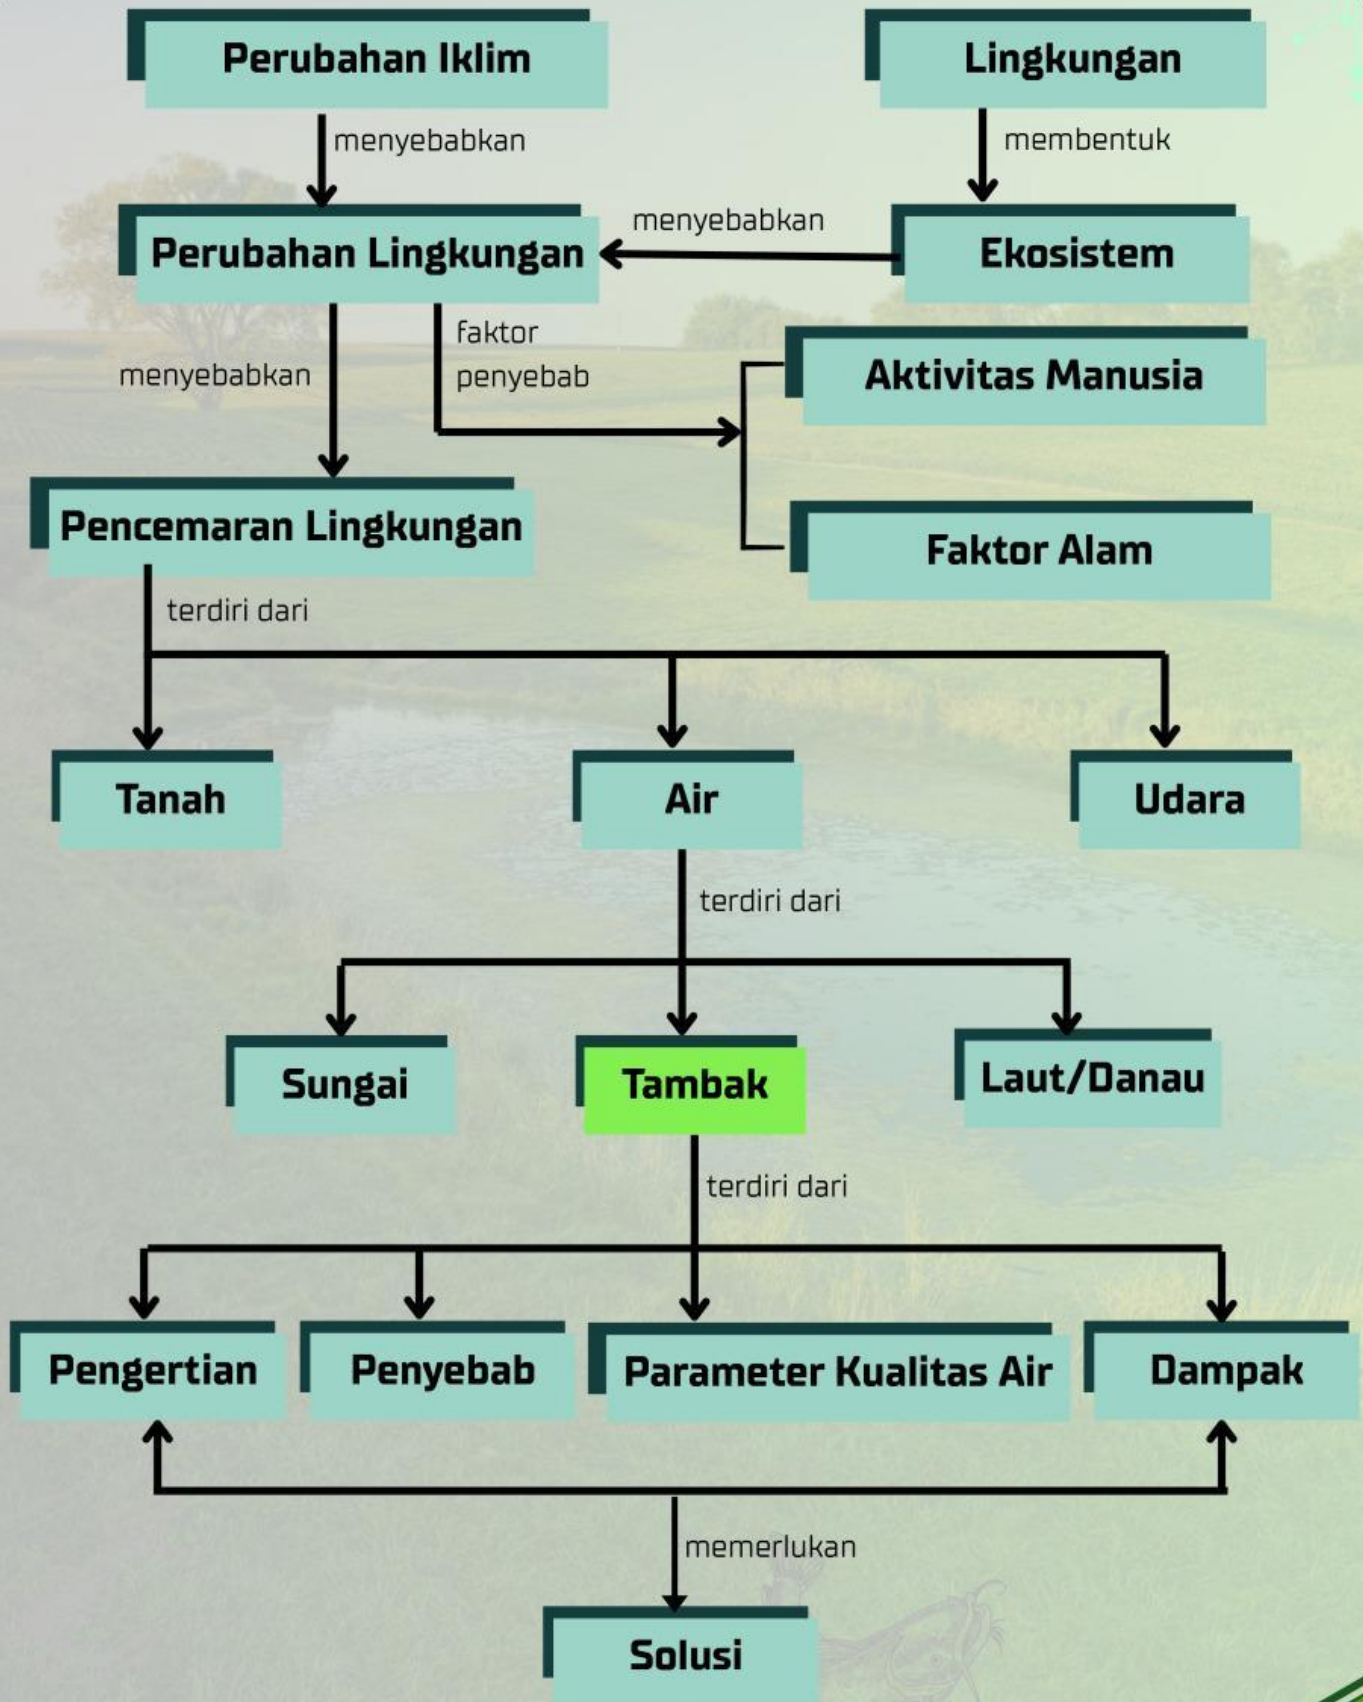 Perubahan Iklim
Lingkungan
menyebabkan
membentuk
Perubahan Lingkungan
menyebabkan
Ekosistem
menyebabkan
faktor
penyebab
Aktivitas Manusia
Pencemaran Lingkungan
Faktor Alam
terdiri dari
Tanah
Air
Udara
terdiri dari
Sungai
Tambak
Laut/Danau
terdiri dari
Pengertian
Penyebab
Parameter Kualitas Air
Dampak
memerlukan
Solusi